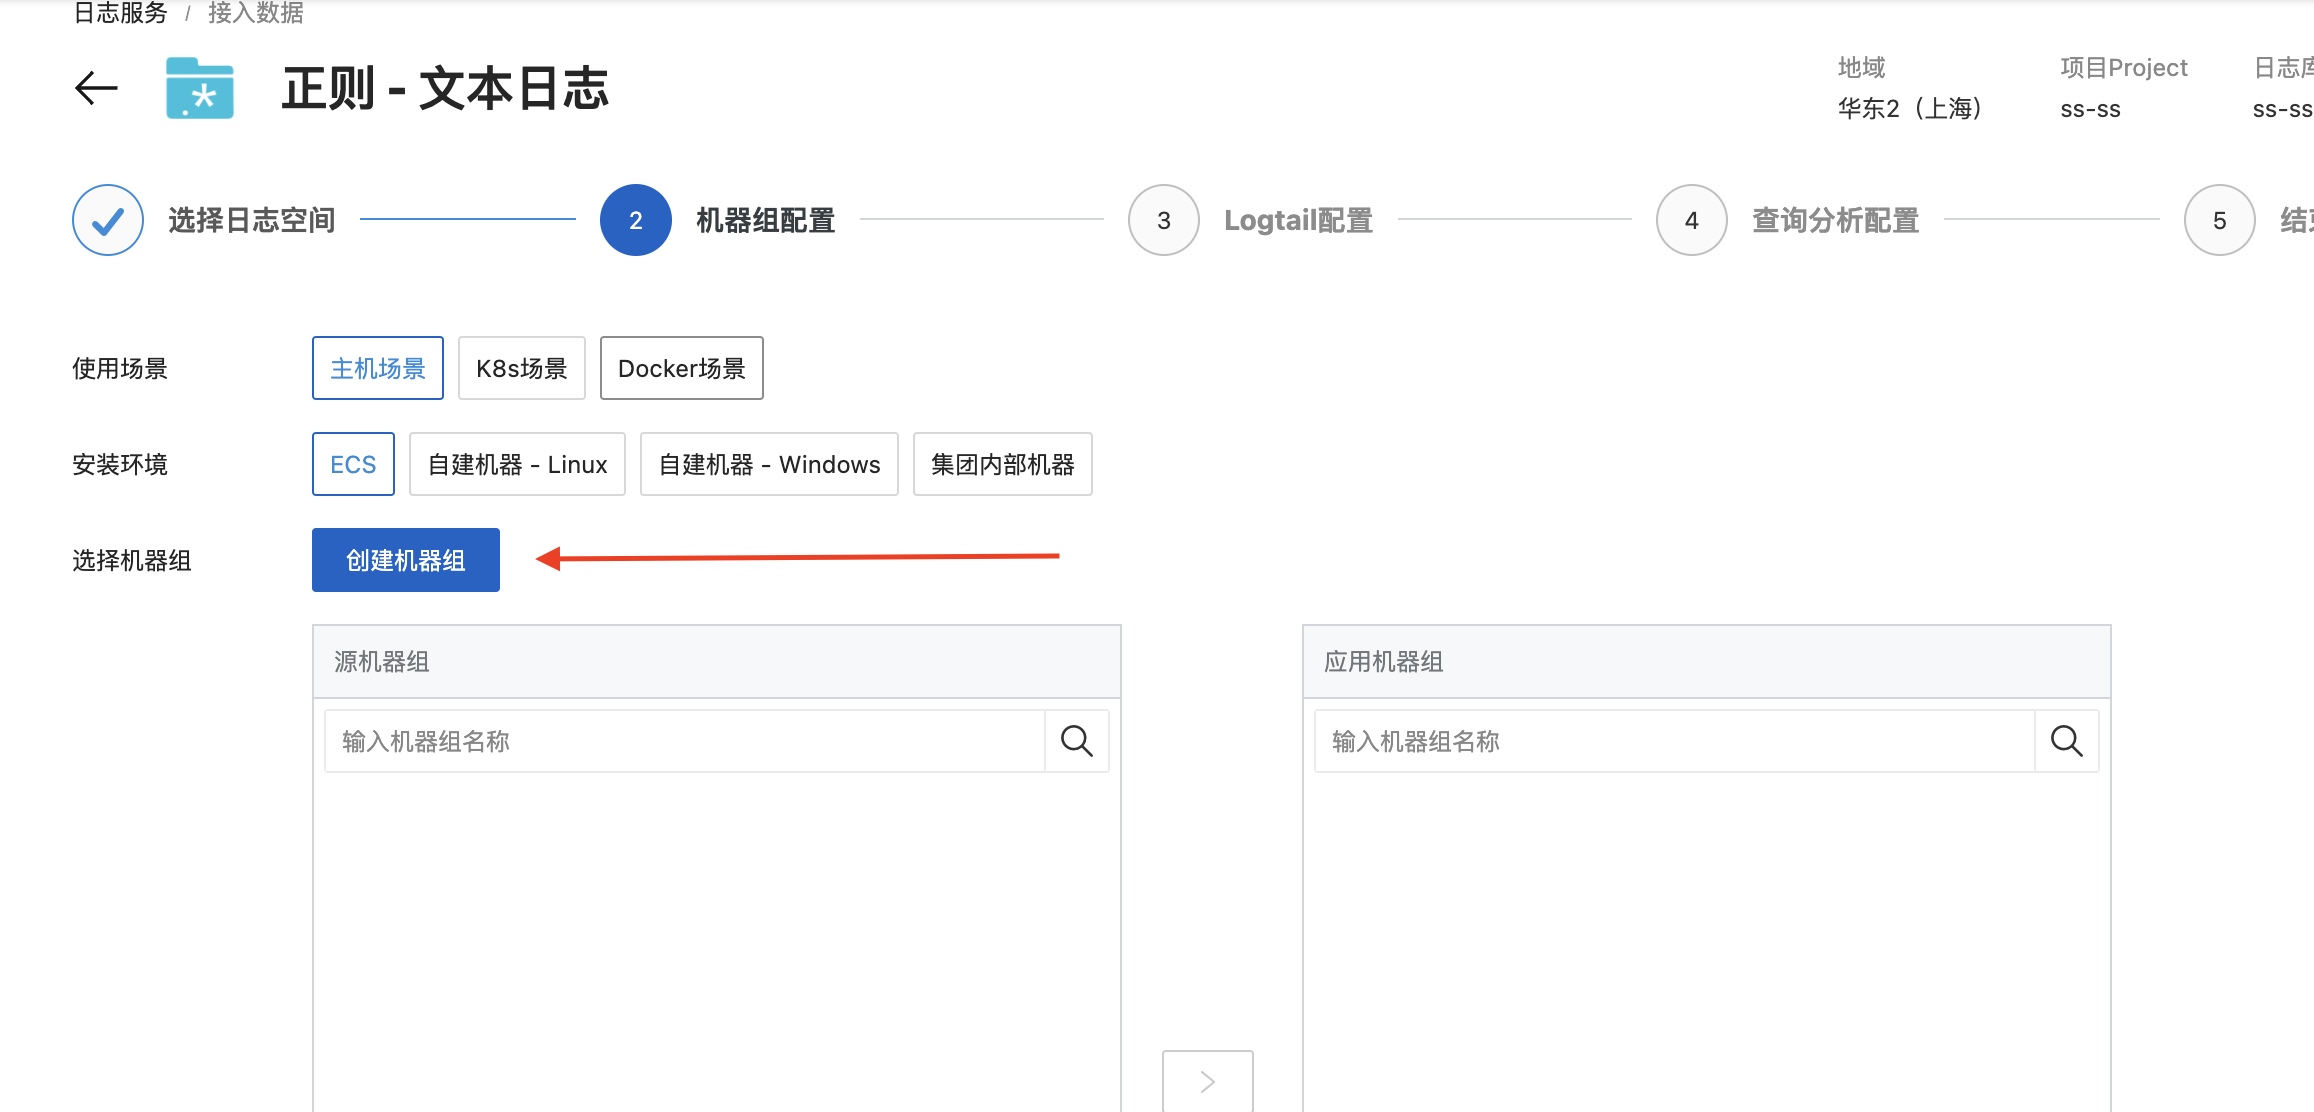 日志服务 / 接入数据
正则 - 文本日志
地域
华东2（上海）
项目Project
ss-ss
日志库
ss-ss
选择日志空间
2 机器组配置
3 Logtail配置
4 查询分析配置
5 结束
使用场景
主机场景 K8s场景 Docker场景
安装环境
ECS 自建机器 - Linux 自建机器 - Windows 集团内部机器
选择机器组
创建机器组
源机器组
输入机器组名称
应用机器组
输入机器组名称